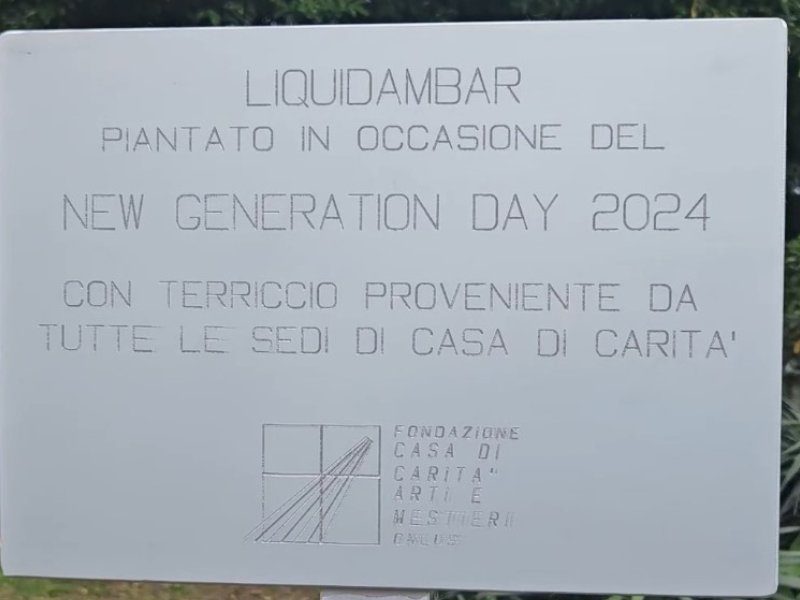 LIQUIDAMBAR
PIANTATO IN OCCASIONE DEL
NEW GENERATION DAY 2024
CON TERRICCIO PROVENIENTE DA
TUTTE LE SEDI DI CASA DI CARITA'
FONDAZIONE
CASA DI
CARITA'
ARTI E
MESTIERI
ONLUS